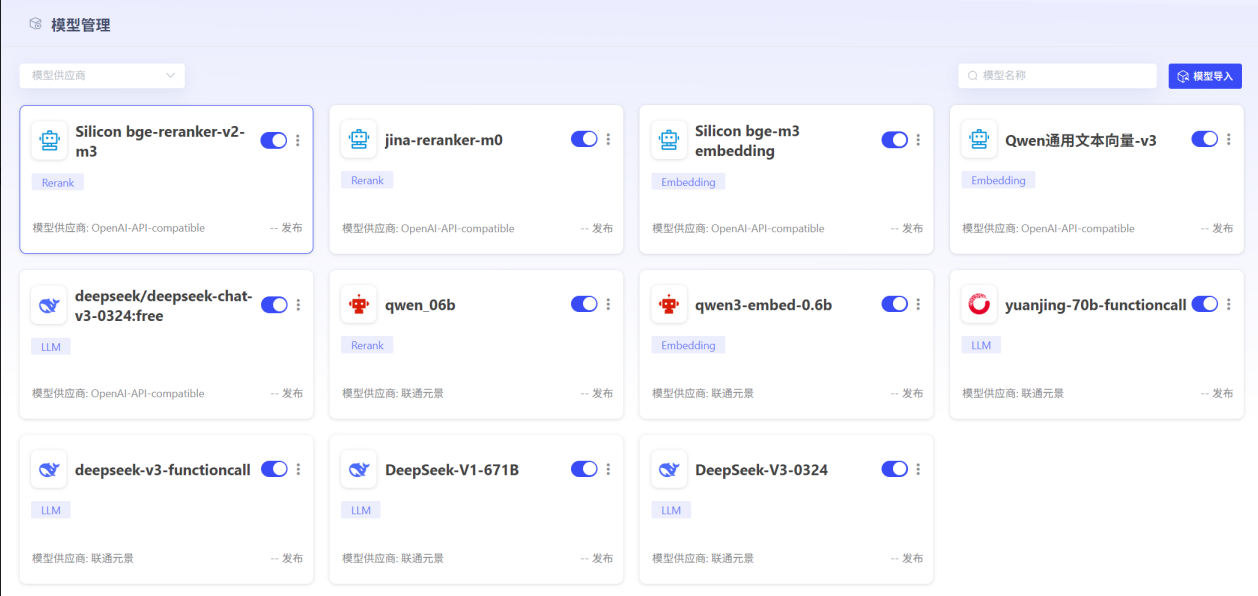 模型管理
模型供应商
模型名称
模型导入
Silicon bge-reranker-v2-
m3
Rerank
模型供应商: OpenAI-API-compatible
-- 发布
jina-reranker-m0
Rerank
模型供应商: OpenAI-API-compatible
-- 发布
Silicon bge-m3
embedding
Embedding
模型供应商: OpenAI-API-compatible
-- 发布
Qwen通用文本向量-v3
Embedding
模型供应商: OpenAI-API-compatible
-- 发布
deepseek/deepseek-chat-
v3-0324:free
LLM
模型供应商: OpenAI-API-compatible
-- 发布
qwen_06b
Rerank
模型供应商: 联通元景
-- 发布
qwen3-embed-0.6b
Embedding
模型供应商: 联通元景
-- 发布
yuanjing-70b-functioncall
LLM
模型供应商: 联通元景
-- 发布
deepseek-v3-functioncall
LLM
模型供应商: 联通元景
-- 发布
DeepSeek-V1-671B
LLM
模型供应商: 联通元景
-- 发布
DeepSeek-V3-0324
LLM
模型供应商: 联通元景
-- 发布